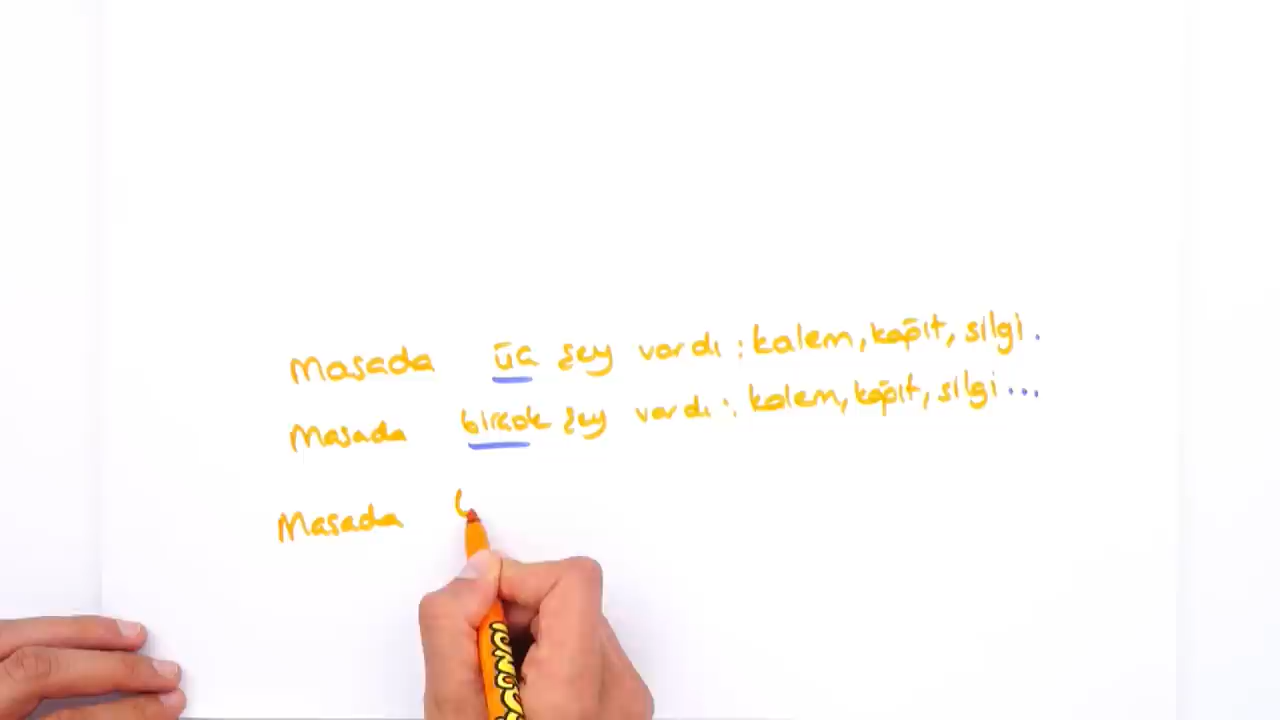 Masada üç şey vardı : kalem, kağıt, silgi .
Masada birçok şey vardı : kalem, kağıt, silgi ...
Masada